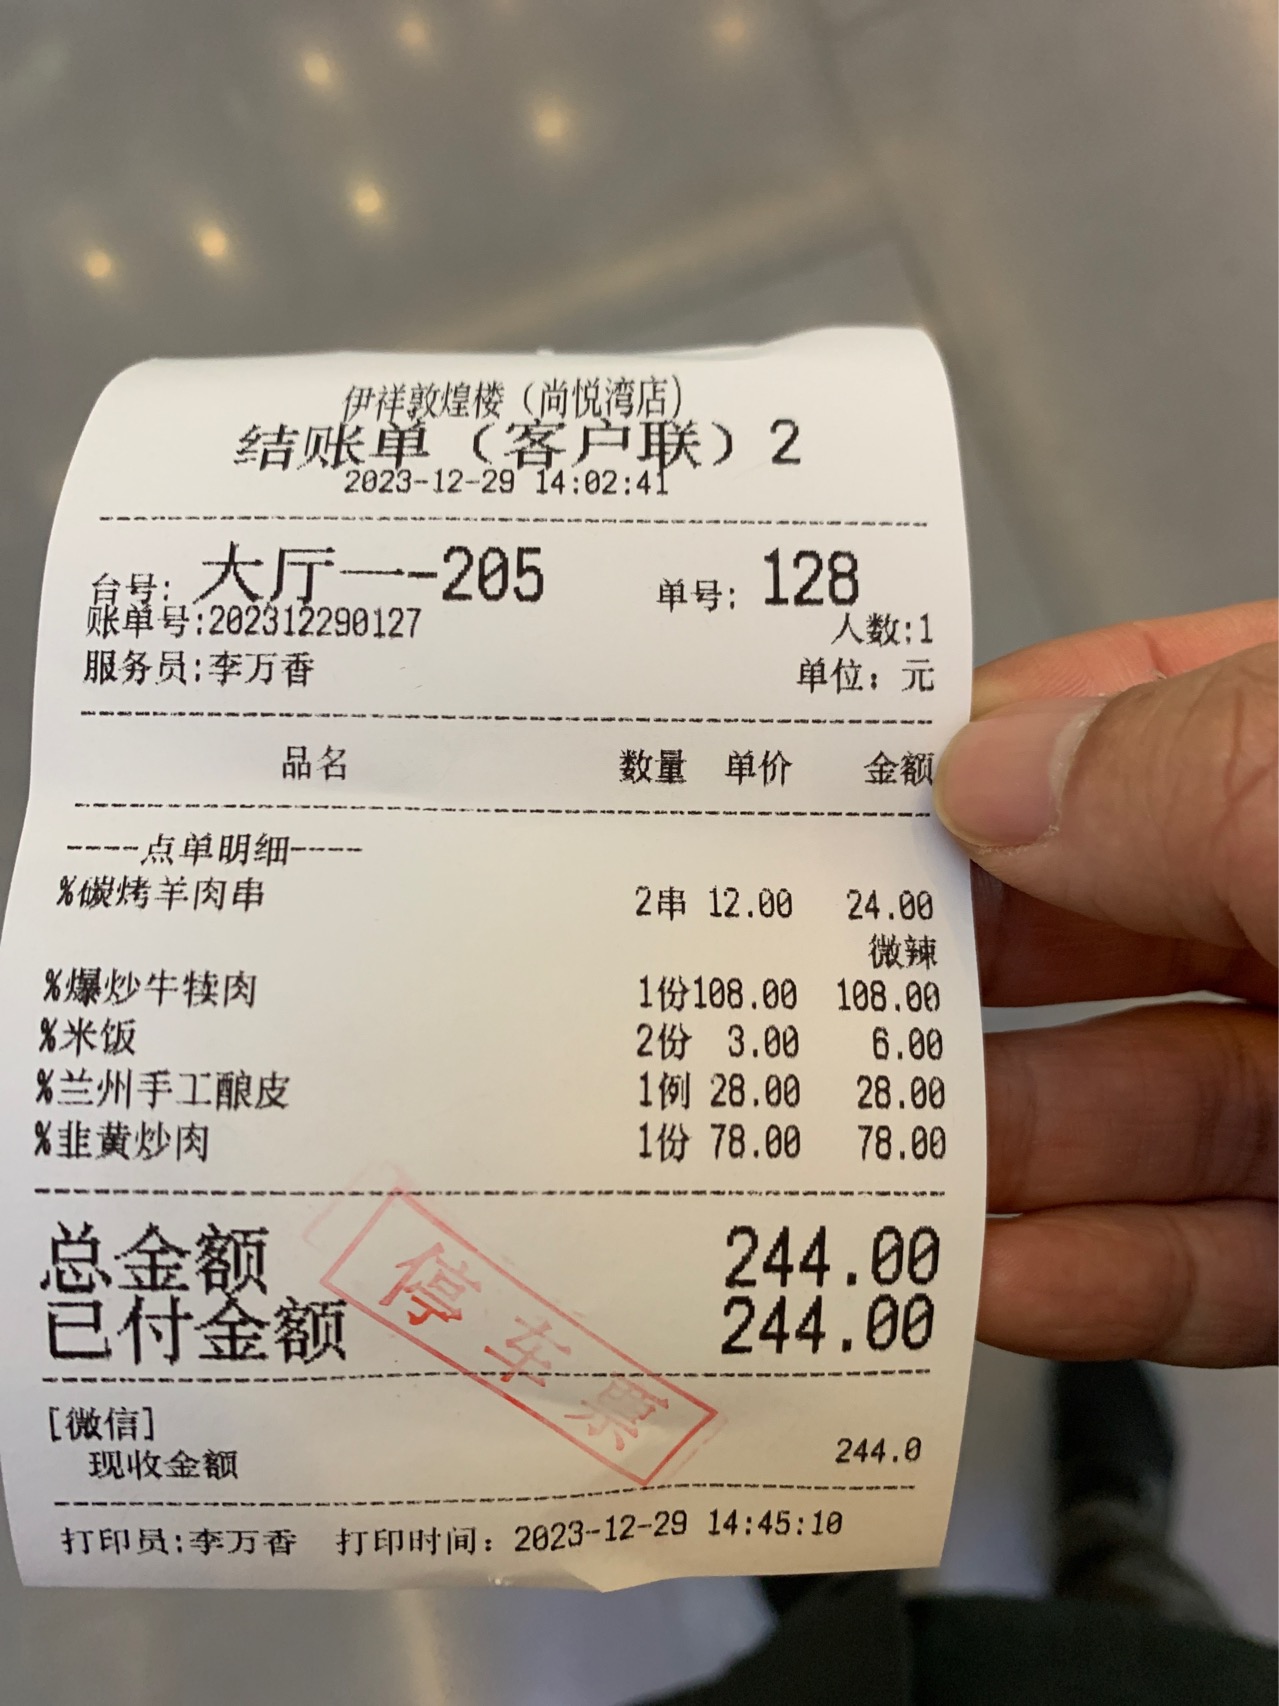 伊祥敦煌楼（尚悦湾店）
结账单（客户联）2
2023-12-29 14:02:41
台号: 大厅一-205 单号: 128
账单号:202312290127 人数:1
服务员:李万香 单位: 元
品名 数量 单价 金额
----点单明细----
%碳烤羊肉串 2串 12.00 24.00
微辣
%爆炒牛犊肉 1份108.00 108.00
%米饭 2份 3.00 6.00
%兰州手工酿皮 1例 28.00 28.00
%韭黄炒肉 1份 78.00 78.00
总金额 244.00
已付金额 244.00
停车票
[微信]
现收金额 244.0
打印员:李万香 打印时间: 2023-12-29 14:45:10